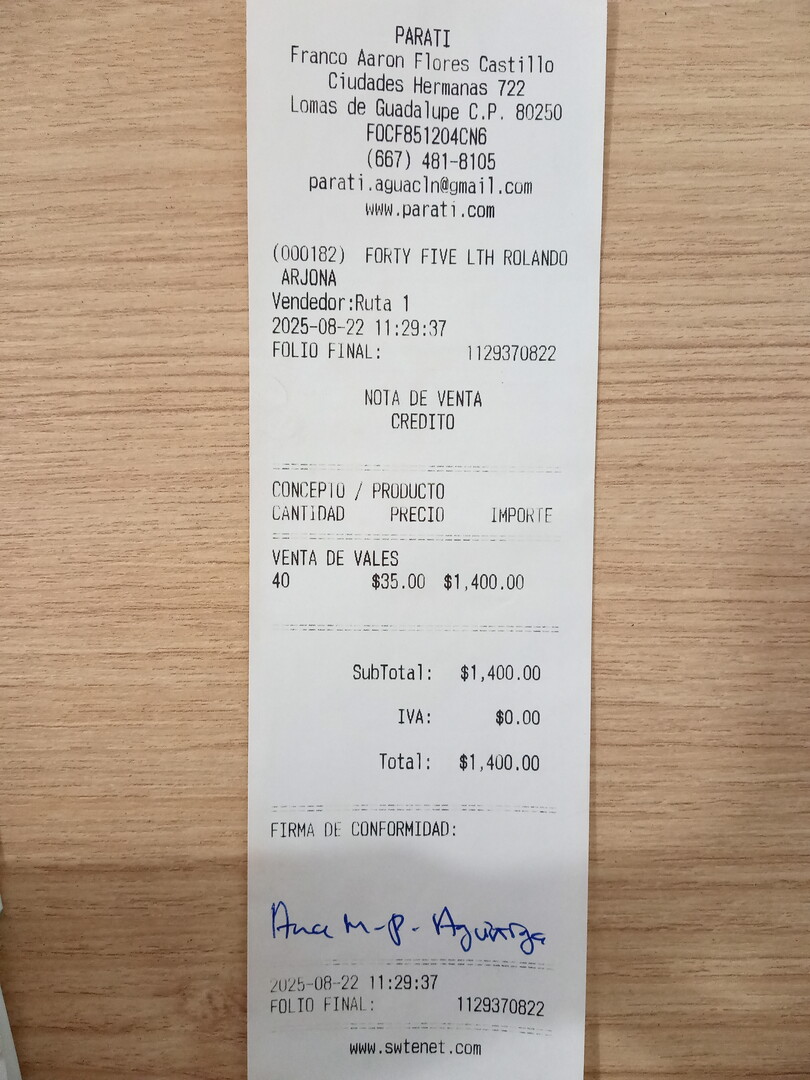 PARATI
Franco Aaron Flores Castillo
Ciudades Hermanas 722
Lomas de Guadalupe C.P. 80250
FOCF851204CN6
(667) 481-8105
parati.aguacln@gmail.com
www.parati.com
(000182) FORTY FIVE LTH ROLANDO
ARJONA
Vendedor:Ruta 1
2025-08-22 11:29:37
FOLIO FINAL: 1129370822
NOTA DE VENTA
CREDITO
CONCEPTO / PRODUCTO
CANTIDAD PRECIO IMPORTE
VENTA DE VALES
40 $35.00 $1,400.00
SubTotal: $1,400.00
IVA: $0.00
Total: $1,400.00
FIRMA DE CONFORMIDAD:
Ana M-P-
2025-08-22 11:29:37
FOLIO FINAL: 1129370822
www.swtenet.com